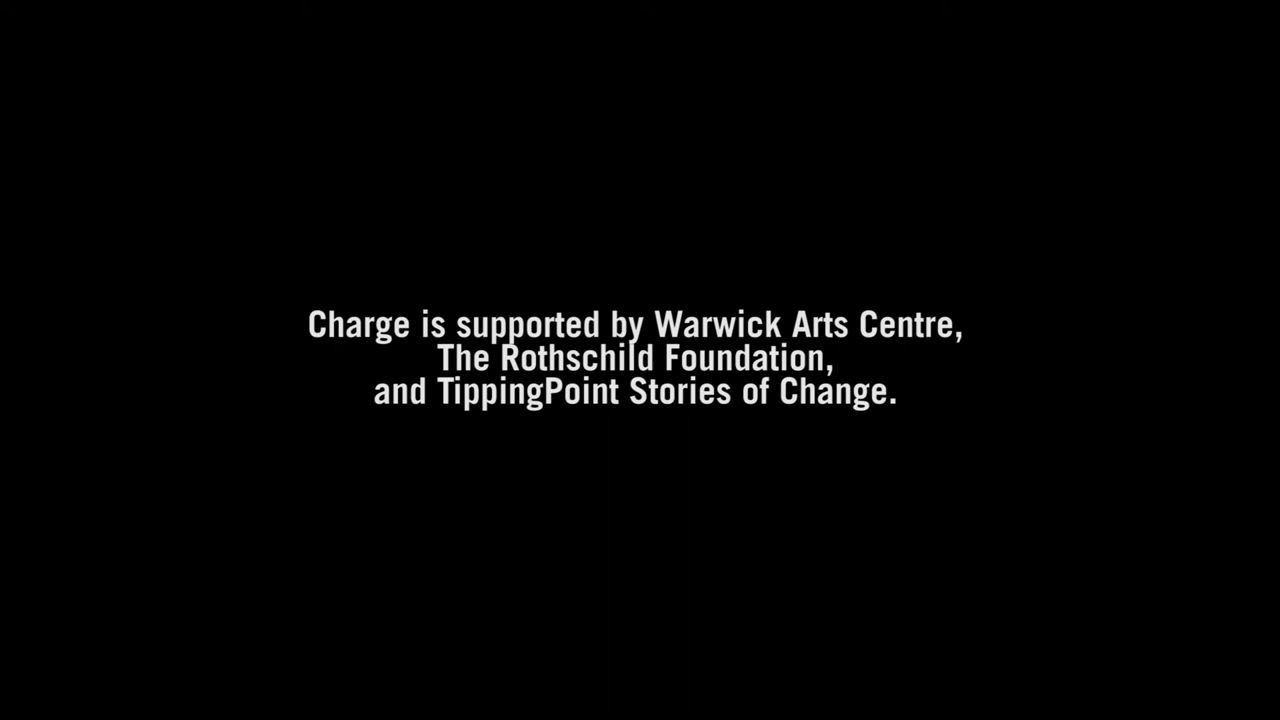 Charge is supported by Warwick Arts Centre,
The Rothschild Foundation,
and TippingPoint Stories of Change.